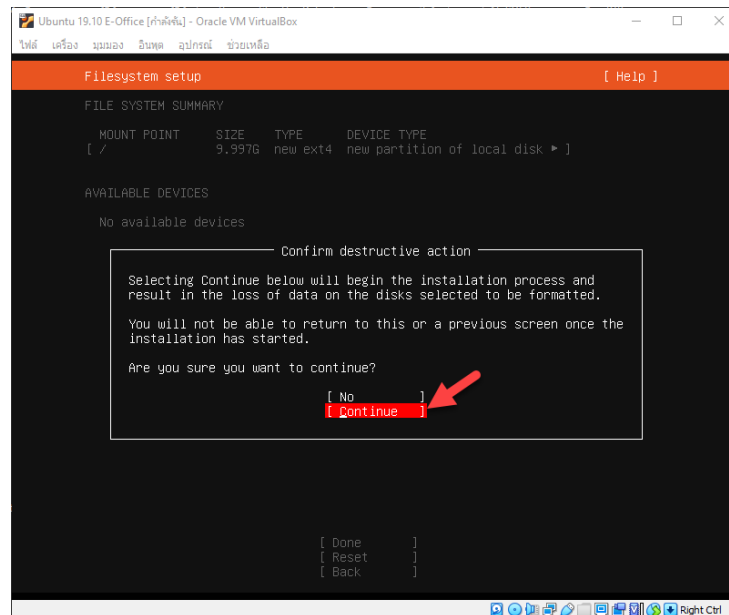 Ubuntu 19.10 E-Office [กำลังรัน] - Oracle VM VirtualBox
ไฟล์ เครื่อง มุมมอง อินพุต อุปกรณ์ ช่วยเหลือ
Filesystem setup [ Help ]
FILE SYSTEM SUMMARY
MOUNT POINT SIZE TYPE DEVICE TYPE
[ / 9.997G new ext4 new partition of local disk ▸ ]
AVAILABLE DEVICES
No available devices
Confirm destructive action
Selecting Continue below will begin the installation process and
result in the loss of data on the disks selected to be formatted.
You will not be able to return to this or a previous screen once the
installation has started.
Are you sure you want to continue?
[ No ]
[ Continue ]
[ Done ]
[ Reset ]
[ Back ]
Right Ctrl